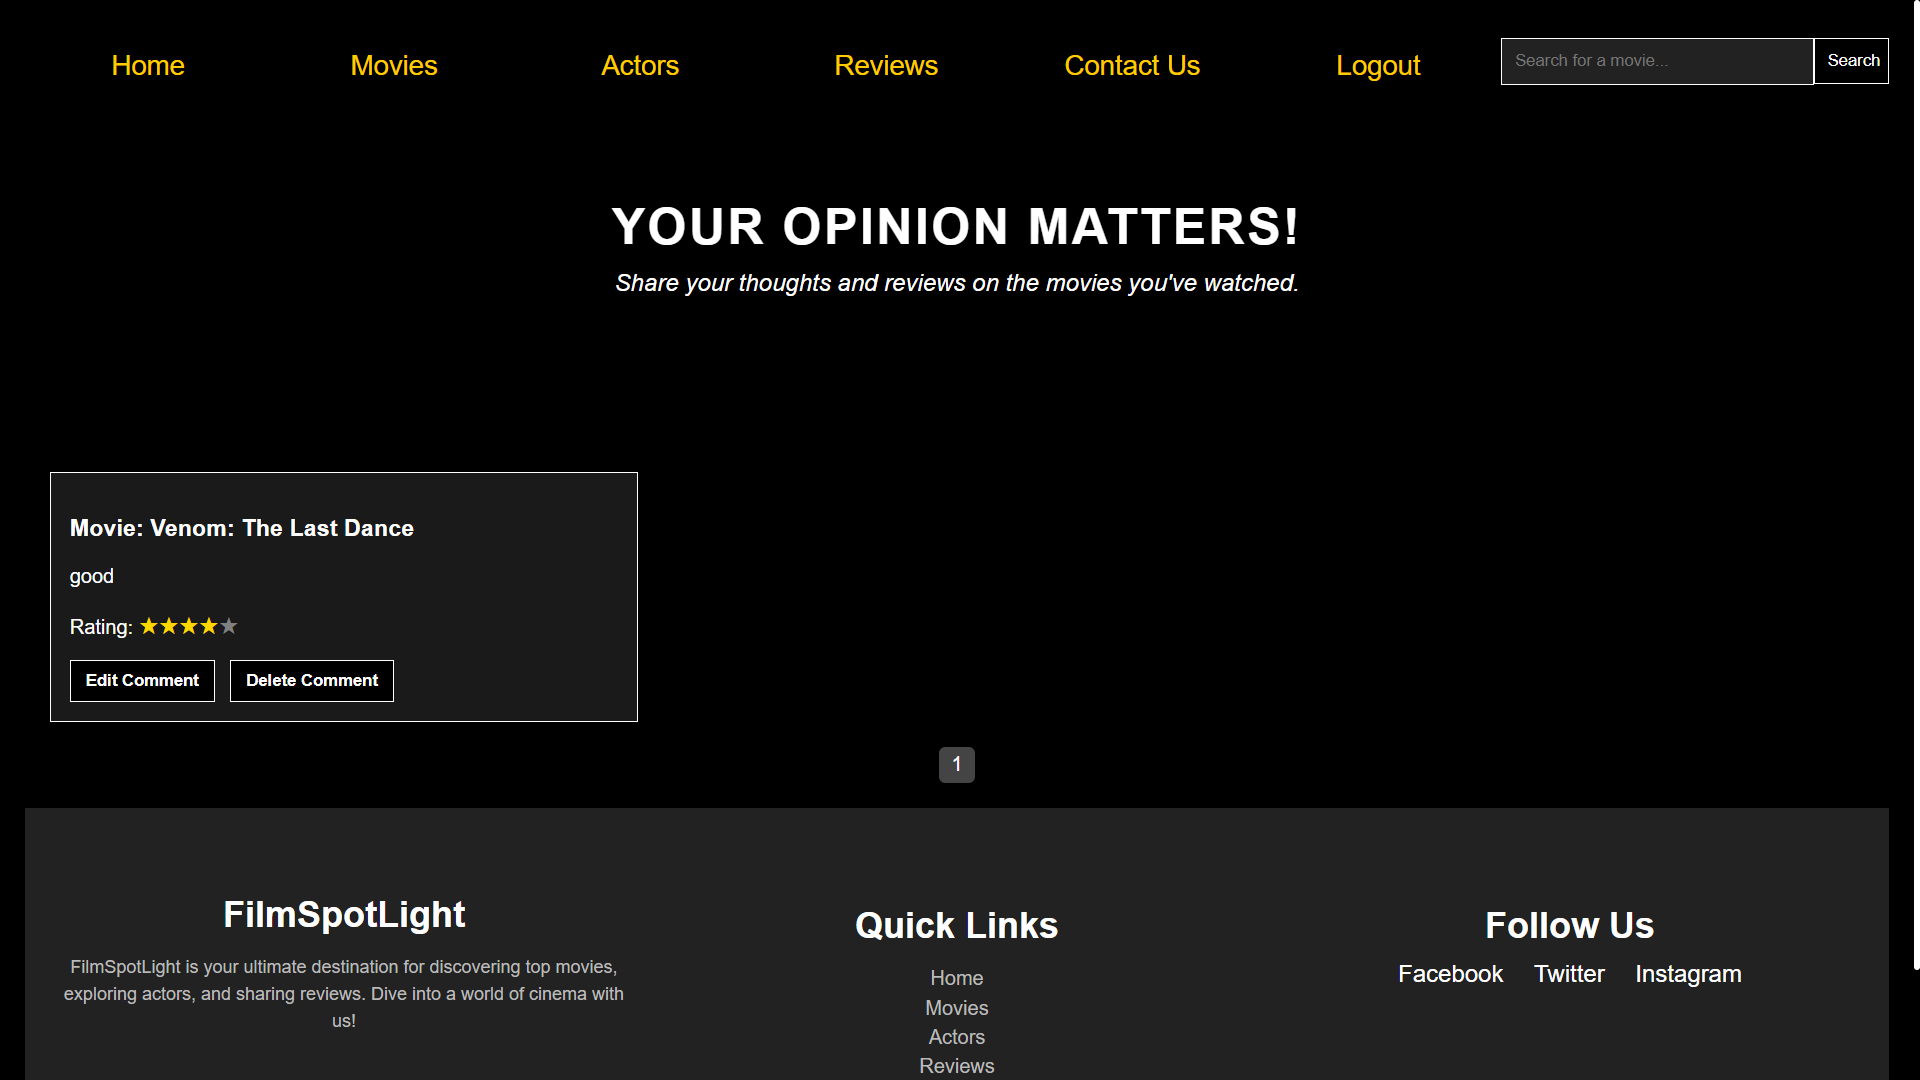 Home Movies Actors Reviews Contact Us Logout Search for a movie... Search
YOUR OPINION MATTERS!
Share your thoughts and reviews on the movies you've watched.
Movie: Venom: The Last Dance
good
Rating: ★★★★★
Edit Comment Delete Comment
1
FilmSpotLight
FilmSpotLight is your ultimate destination for discovering top movies,
exploring actors, and sharing reviews. Dive into a world of cinema with
us!
Quick Links
Home
Movies
Actors
Reviews
Follow Us
Facebook Twitter Instagram